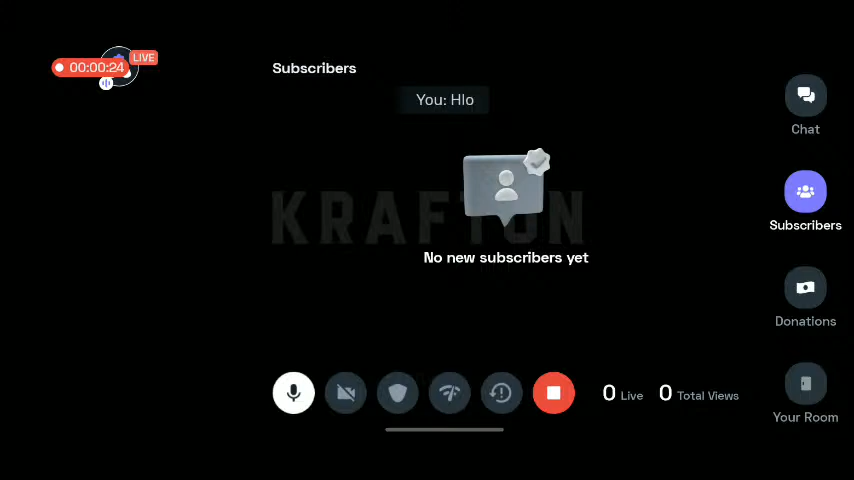 LIVE
00:00:24
Subscribers
You: Hlo
KRAFTON
No new subscribers yet
Chat
Subscribers
Donations
Your Room
0 Live 0 Total Views